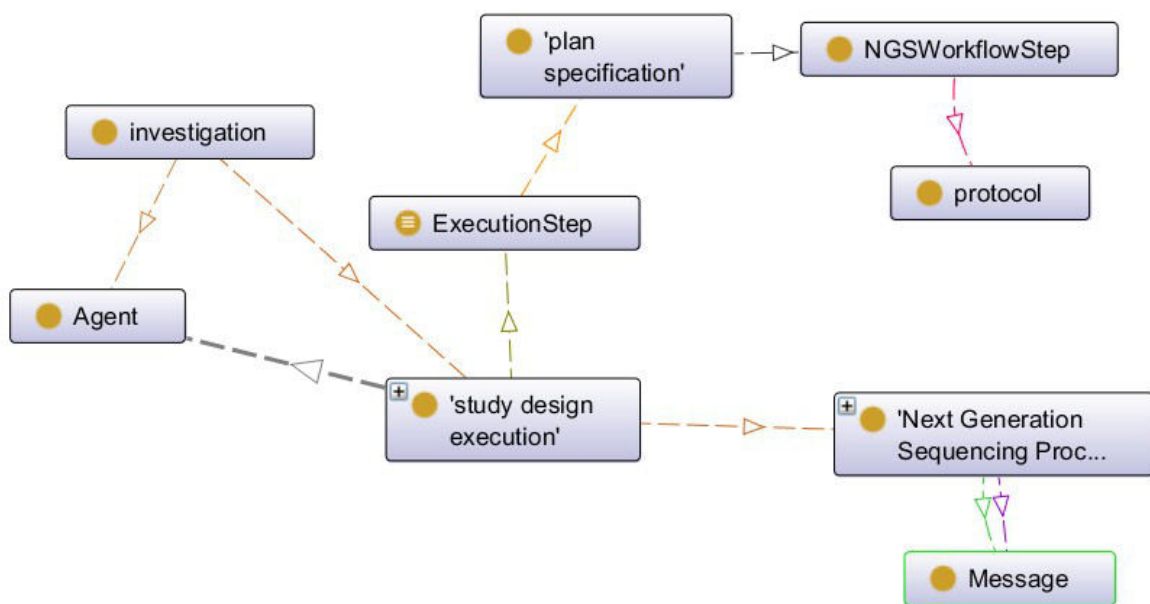 'plan
specification'
NGSWorkflowStep
investigation
protocol
ExecutionStep
Agent
'study design
execution'
'Next Generation
Sequencing Proc...
Message